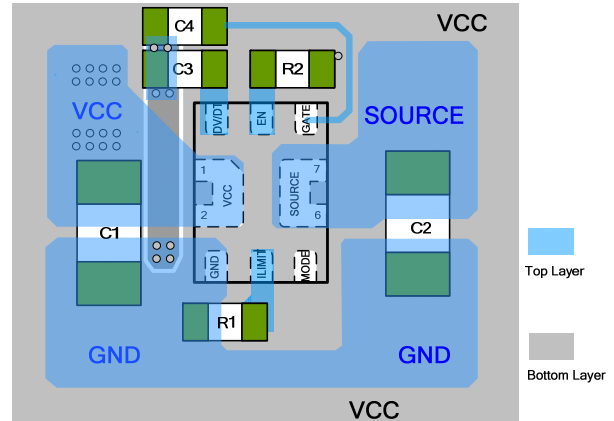 C4
VCC
C3
R2
VCC
DV/DT
EN
IGATE
SOURCE
1
7
VCC
SOURCE
2
6
C1
C2
GND
ILIMIT
MODE
Top Layer
R1
GND
GND
Bottom Layer
VCC